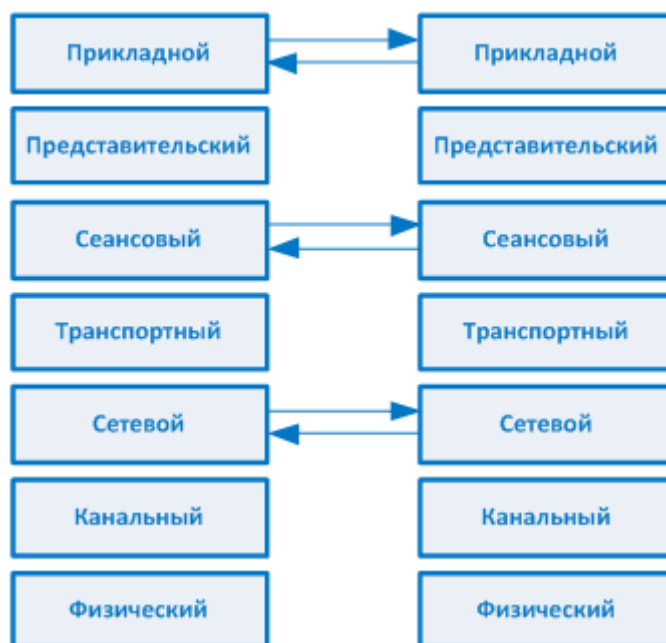 Прикладной Прикладной
Представительский Представительский
Сеансовый Сеансовый
Транспортный Транспортный
Сетевой Сетевой
Канальный Канальный
Физический Физический